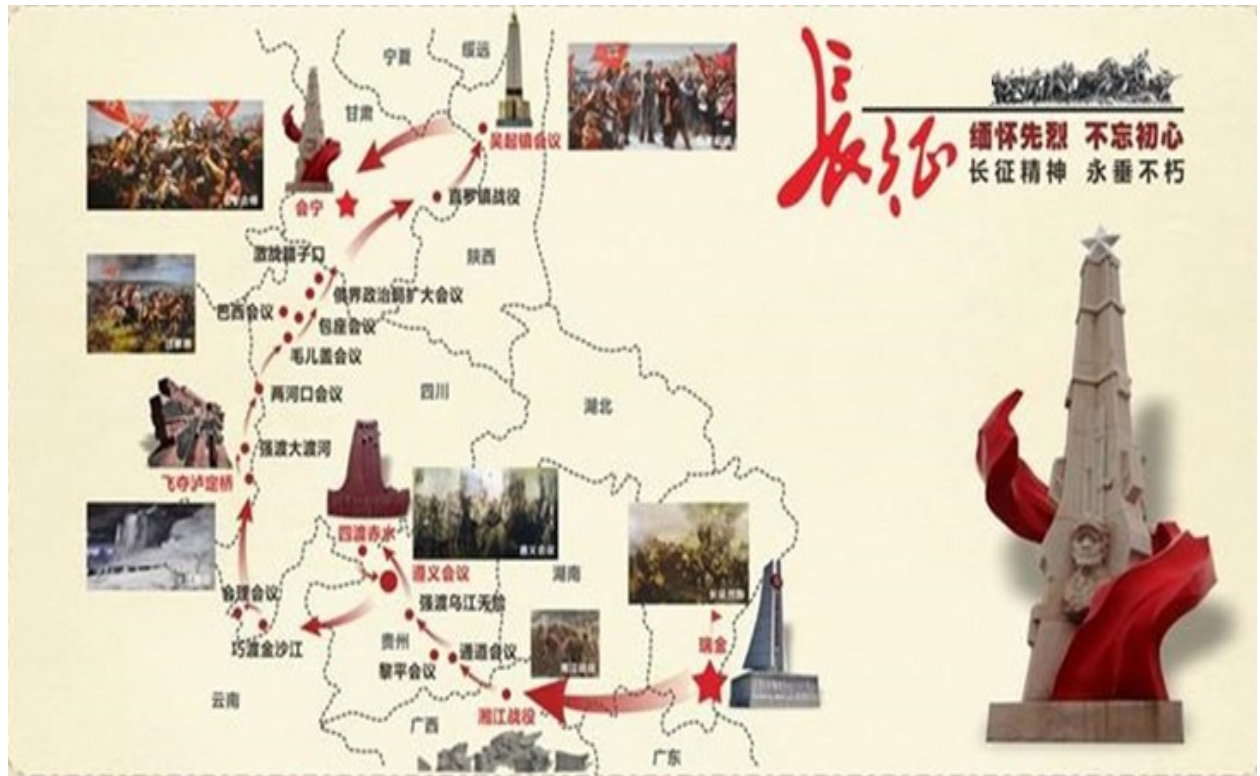 长征
缅怀先烈 不忘初心
长征精神 永垂不朽
宁夏
绥远
甘肃
吴起镇会议
会宁
直罗镇战役
激战腊子口
陕西
俄界政治局扩大会议
巴西会议
包座会议
毛儿盖会议
两河口会议
四川
湖北
强渡大渡河
飞夺泸定桥
四渡赤水
遵义会议
遵义会议
湖南
会理会议
强渡乌江天险
巧渡金沙江
贵州
通道会议
黎平会议
瑞金
云南
湘江战役
广西
广东